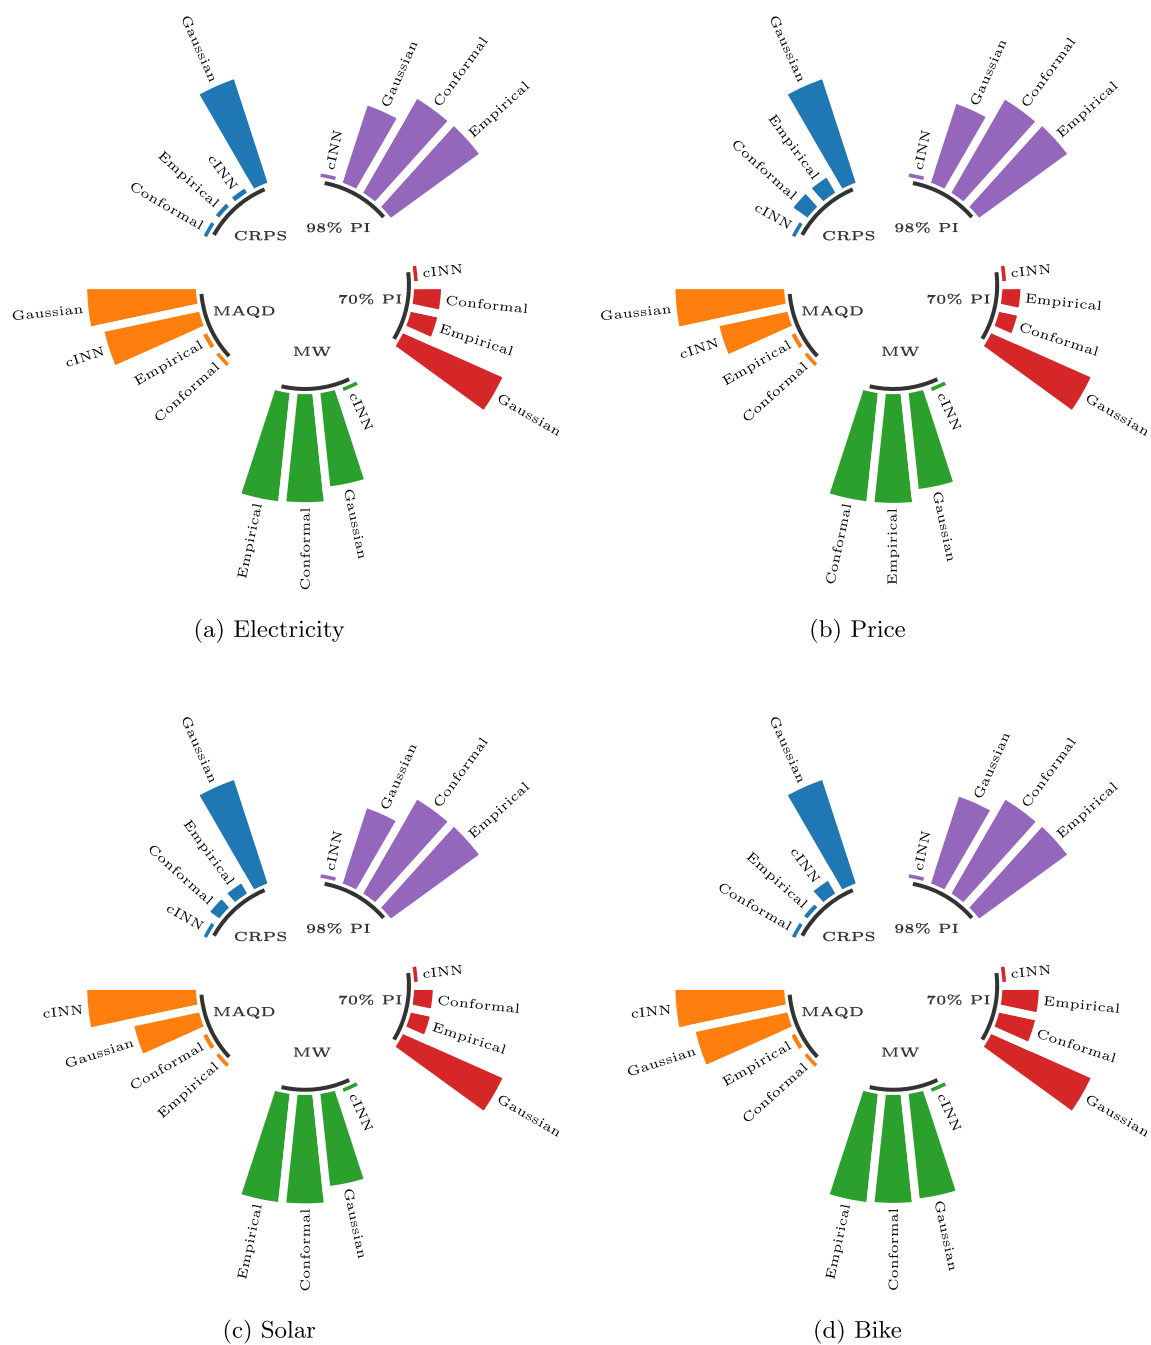 Gaussian
Empirical
cINN
Conformal
CRPS
cINN
Gaussian
Conformal
Empirical
98% PI
cINN
Conformal
Empirical
Gaussian
70% PI
Gaussian
cINN
Empirical
Conformal
MAQD
MW
Empirical
Conformal
Gaussian
cINN
(a) Electricity
Gaussian
Empirical
Conformal
cINN
CRPS
cINN
Gaussian
Conformal
Empirical
98% PI
cINN
Empirical
Conformal
Gaussian
70% PI
Gaussian
cINN
Empirical
Conformal
MAQD
MW
Conformal
Empirical
Gaussian
cINN
(b) Price
Gaussian
Empirical
Conformal
cINN
CRPS
cINN
Gaussian
Conformal
Empirical
98% PI
cINN
Conformal
Empirical
Gaussian
70% PI
cINN
Gaussian
Conformal
Empirical
MAQD
MW
Empirical
Conformal
Gaussian
cINN
(c) Solar
Gaussian
cINN
Empirical
Conformal
CRPS
cINN
Gaussian
Conformal
Empirical
98% PI
cINN
Empirical
Conformal
Gaussian
70% PI
cINN
Gaussian
Empirical
Conformal
MAQD
MW
Empirical
Conformal
Gaussian
cINN
(d) Bike